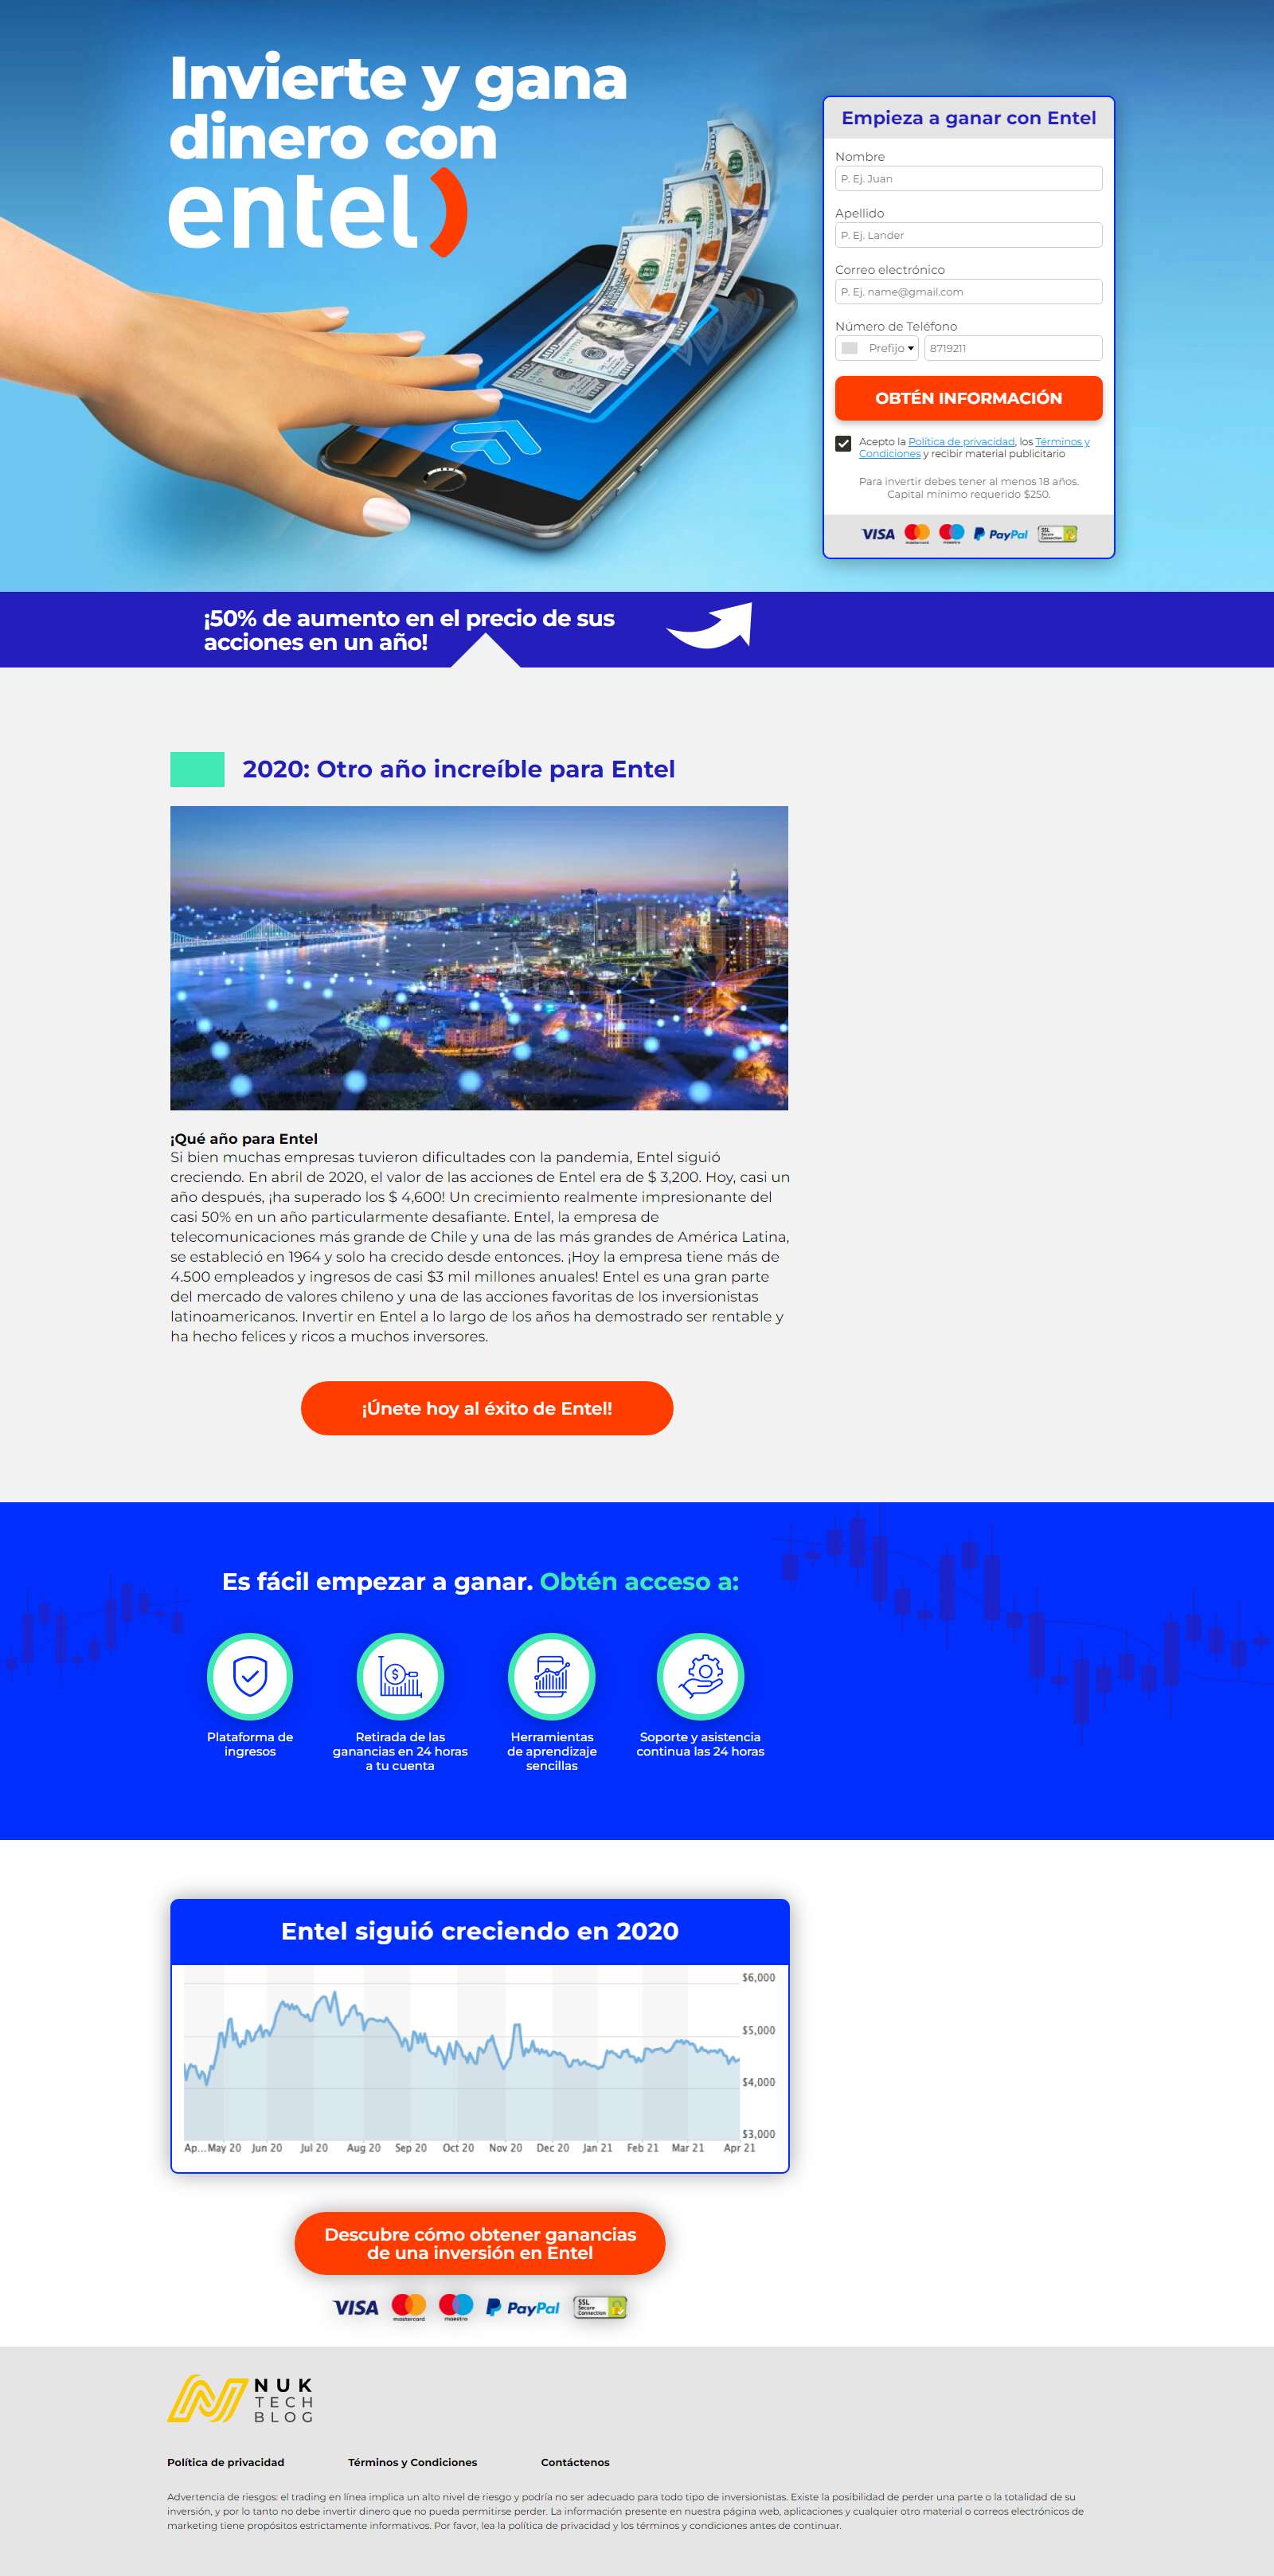 Invierte y gana
dinero con
entel
Empieza a ganar con Entel
Nombre
P. Ej. Juan
Apellido
P. Ej. Lander
Correo electrónico
P. Ej. name@gmail.com
Número de Teléfono
Prefijo
8719211
OBTÉN INFORMACIÓN
Acepto la Política de privacidad, los Términos y
Condiciones y recibir material publicitario
Para invertir debes tener al menos 18 años.
Capital mínimo requerido $250.
VISA
mastercard
maestro
PayPal
SSL
Secure
Connection
¡50% de aumento en el precio de sus
acciones en un año!
2020: Otro año increíble para Entel
¡Qué año para Entel
Si bien muchas empresas tuvieron dificultades con la pandemia, Entel siguió
creciendo. En abril de 2020, el valor de las acciones de Entel era de $ 3,200. Hoy, casi un
año después, ¡ha superado los $ 4,600! Un crecimiento realmente impresionante del
casi 50% en un año particularmente desafiante. Entel, la empresa de
telecomunicaciones más grande de Chile y una de las más grandes de América Latina,
se estableció en 1964 y solo ha crecido desde entonces. ¡Hoy la empresa tiene más de
4.500 empleados y ingresos de casi $3 mil millones anuales! Entel es una gran parte
del mercado de valores chileno y una de las acciones favoritas de los inversionistas
latinoamericanos. Invertir en Entel a lo largo de los años ha demostrado ser rentable y
ha hecho felices y ricos a muchos inversores.
¡Únete hoy al éxito de Entel!
Es fácil empezar a ganar. Obtén acceso a:
Plataforma de
ingresos
Retirada de las
ganancias en 24 horas
a tu cuenta
Herramientas
de aprendizaje
sencillas
Soporte y asistencia
continua las 24 horas
Entel siguió creciendo en 2020
$6,000
$5,000
$4,000
$3,000
Ap... May 20 Jun 20 Jul 20 Aug 20 Sep 20 Oct 20 Nov 20 Dec 20 Jan 21 Feb 21 Mar 21 Apr 21
Descubre cómo obtener ganancias
de una inversión en Entel
VISA
mastercard
maestro
PayPal
SSL
Secure
Connection
NUK
TECH
BLOG
Política de privacidad
Términos y Condiciones
Contáctenos
Advertencia de riesgos: el trading en línea implica un alto nivel de riesgo y podría no ser adecuado para todo tipo de inversionistas. Existe la posibilidad de perder una parte o la totalidad de su
inversión, y por lo tanto no debe invertir dinero que no pueda permitirse perder. La información presente en nuestra página web, aplicaciones y cualquier otro material o correos electrónicos de
marketing tiene propósitos estrictamente informativos. Por favor, lea la política de privacidad y los términos y condiciones antes de continuar.